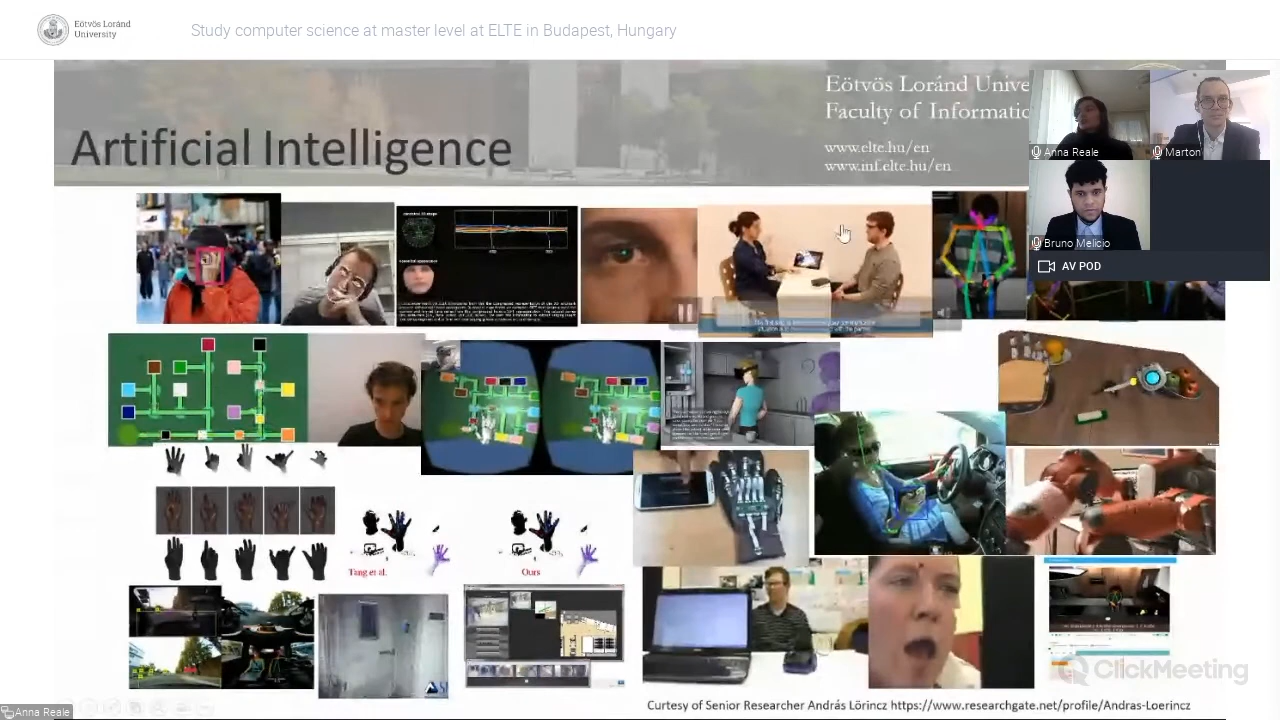 Eötvös Loránd
University
Study computer science at master level at ELTE in Budapest, Hungary
Eötvös Loránd Unive
Faculty of Informatic
www.elte.hu/en
www.inf.elte.hu/en
Artificial Intelligence
Anna Reale
Marton
Bruno Melicio
AV POD
Tang et al.
Ours
ClickMeeting
Curtesy of Senior Researcher András Lörincz https://www.researchgate.net/profile/Andras-Loerincz
Anna Reale